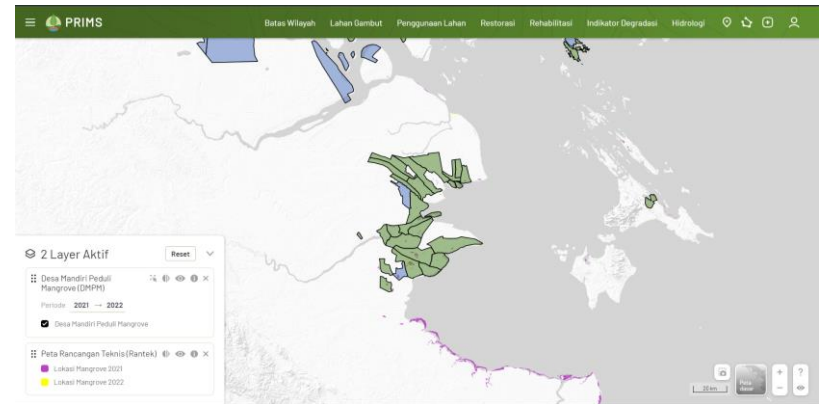 PRIMS
Batas Wilayah Lahan Gambut Penggunaan Lahan Restorasi Rehabilitasi Indikator Degradasi Hidrologi
2 Layer Aktif Reset
Desa Mandiri Peduli
Mangrove (DMPM)
Periode 2021 → 2022
Desa Mandiri Peduli Mangrove
Peta Rancangan Teknis (Rantek)
Lokasi Mangrove 2021
Lokasi Mangrove 2022
20 km
Peta
dasar
+
?
−